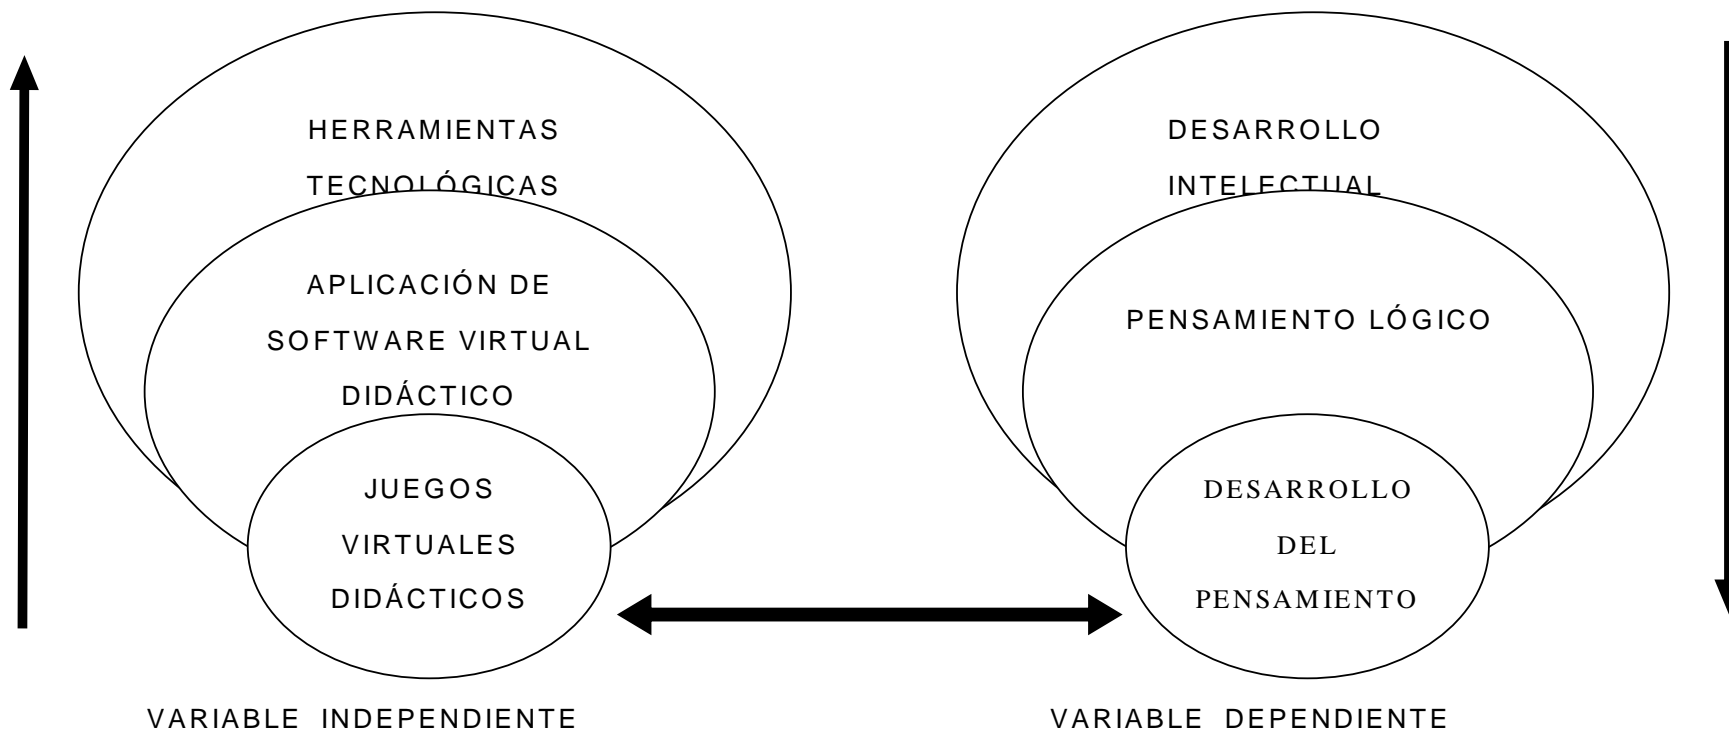 HERRAMIENTAS
TECNOLÓGICAS
APLICACIÓN DE
SOFTWARE VIRTUAL
DIDÁCTICO
JUEGOS
VIRTUALES
DIDÁCTICOS
VARIABLE INDEPENDIENTE
DESARROLLO
INTELECTUAL
PENSAMIENTO LÓGICO
DESARROLLO
DEL
PENSAMIENTO
VARIABLE DEPENDIENTE